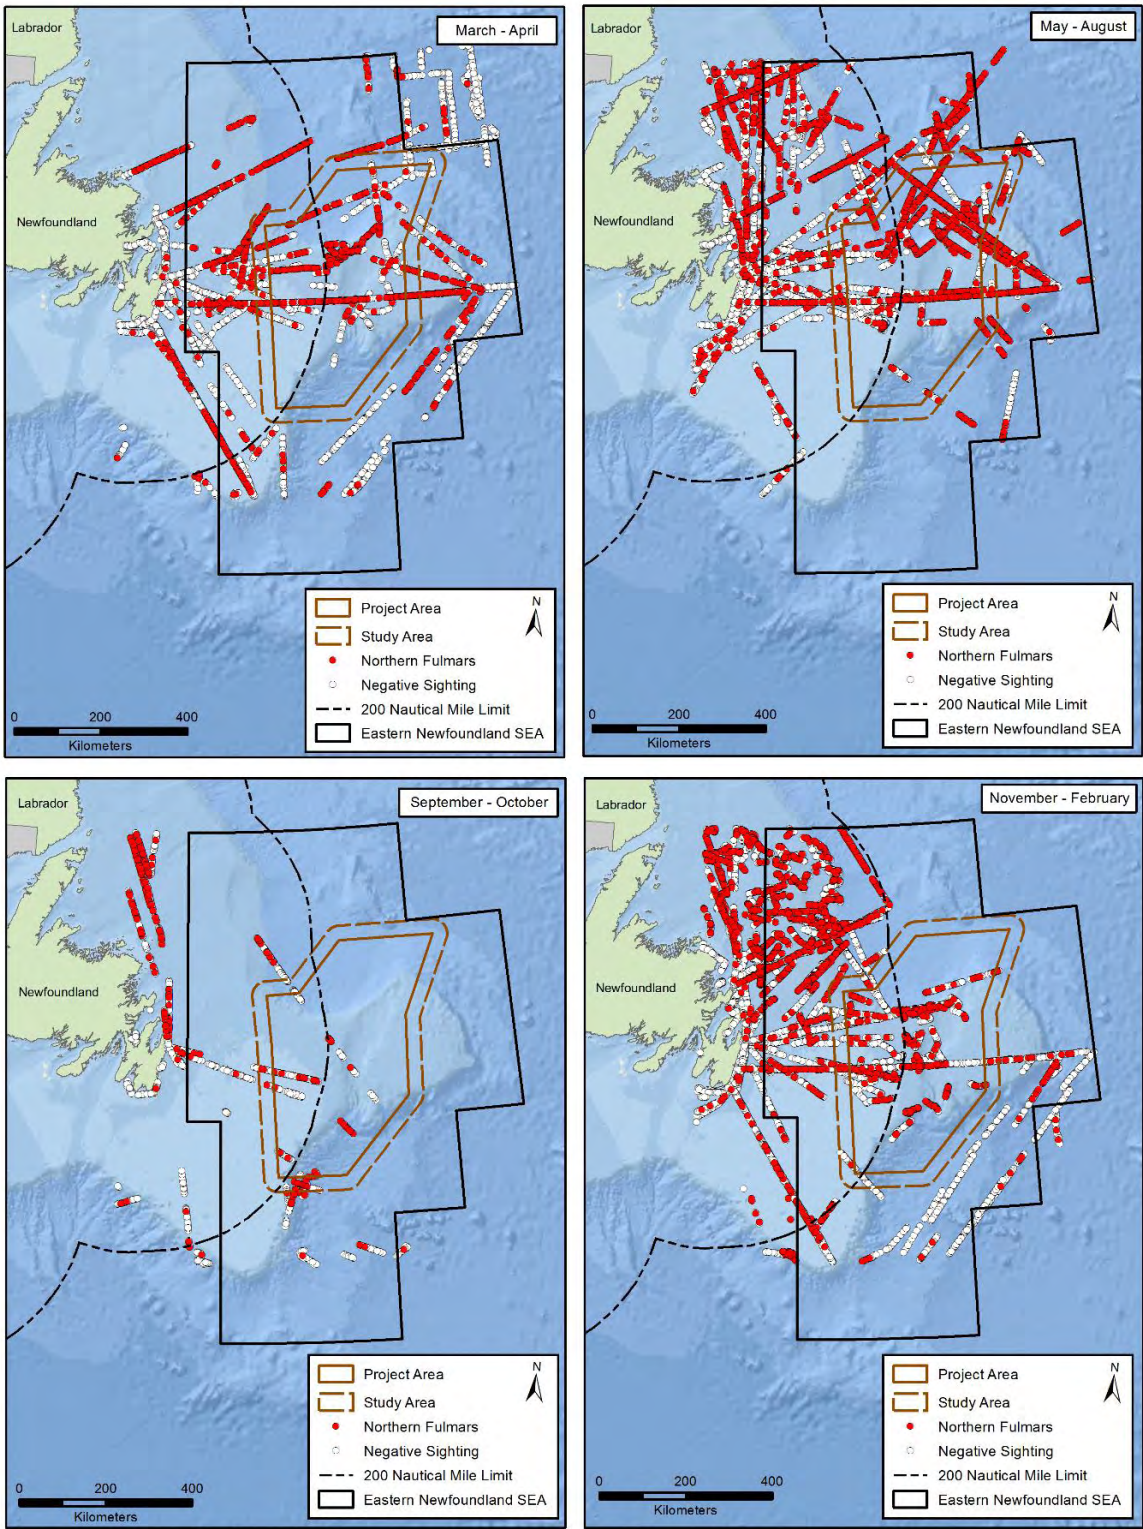 Labrador
March - April
Newfoundland
N
Project Area
Study Area
Northern Fulmars
Negative Sighting
200 Nautical Mile Limit
Eastern Newfoundland SEA
0 200 400
Kilometers
Labrador
May - August
Newfoundland
N
Project Area
Study Area
Northern Fulmars
Negative Sighting
200 Nautical Mile Limit
Eastern Newfoundland SEA
0 200 400
Kilometers
Labrador
September - October
Newfoundland
N
Project Area
Study Area
Northern Fulmars
Negative Sighting
200 Nautical Mile Limit
Eastern Newfoundland SEA
0 200 400
Kilometers
Labrador
November - February
Newfoundland
N
Project Area
Study Area
Northern Fulmars
Negative Sighting
200 Nautical Mile Limit
Eastern Newfoundland SEA
0 200 400
Kilometers